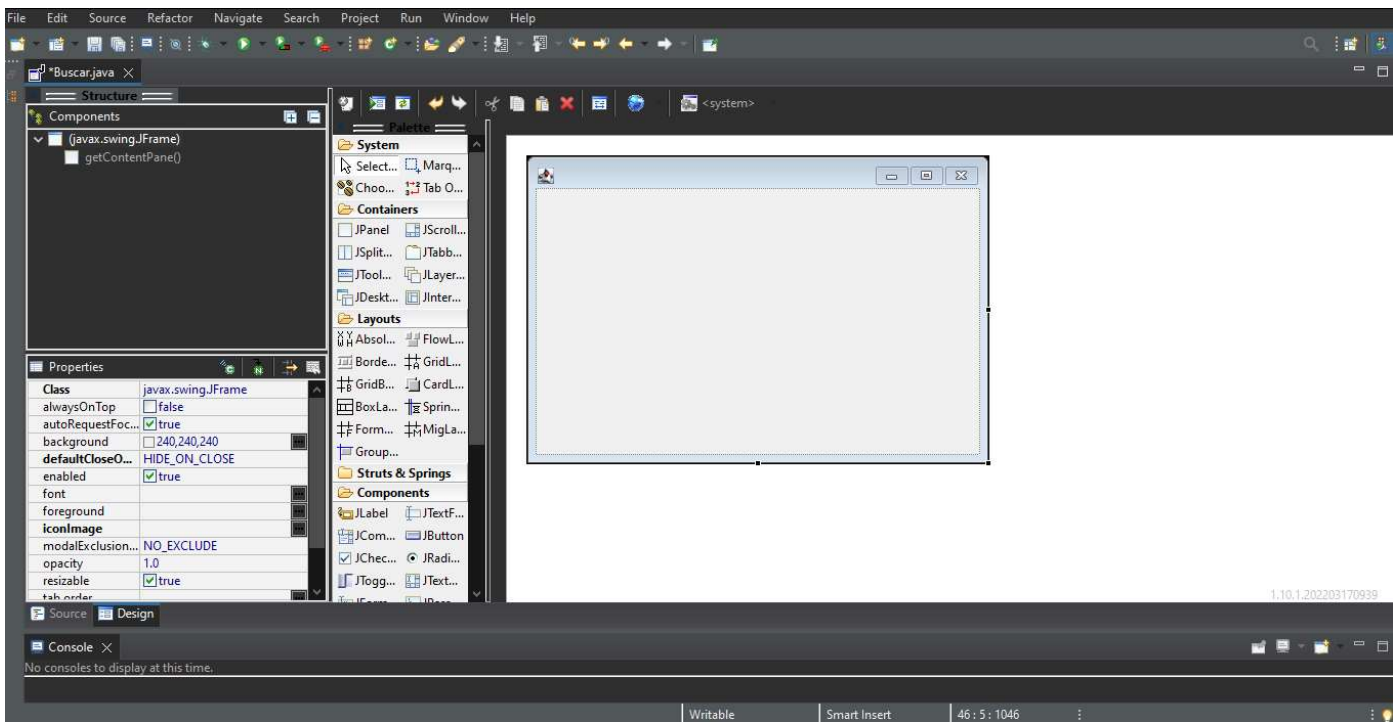 File Edit Source Refactor Navigate Search Project Run Window Help
*Buscar.java
Structure
Components
(javax.swing.JFrame)
getContentPane()
Properties
Class javax.swing.JFrame
alwaysOnTop false
autoRequestFoc... true
background 240,240,240
defaultCloseO... HIDE_ON_CLOSE
enabled true
font
foreground
iconImage
modalExclusion... NO_EXCLUDE
opacity 1.0
resizable true
tab order
<system>
Palette
System
Select... Marq...
Choo... Tab O...
Containers
JPanel JScroll...
JSplit... JTabb...
JTool... JLayer...
JDeskt... JInter...
Layouts
Absol... FlowL...
Borde... GridL...
GridB... CardL...
BoxLa... Sprin...
Form... MigLa...
Group...
Struts & Springs
Components
JLabel JTextF...
JCom... JButton
JChec... JRadi...
JTogg... JText...
1.10.1.202203170939
Source Design
Console
No consoles to display at this time.
Writable Smart Insert 46 : 5 : 1046